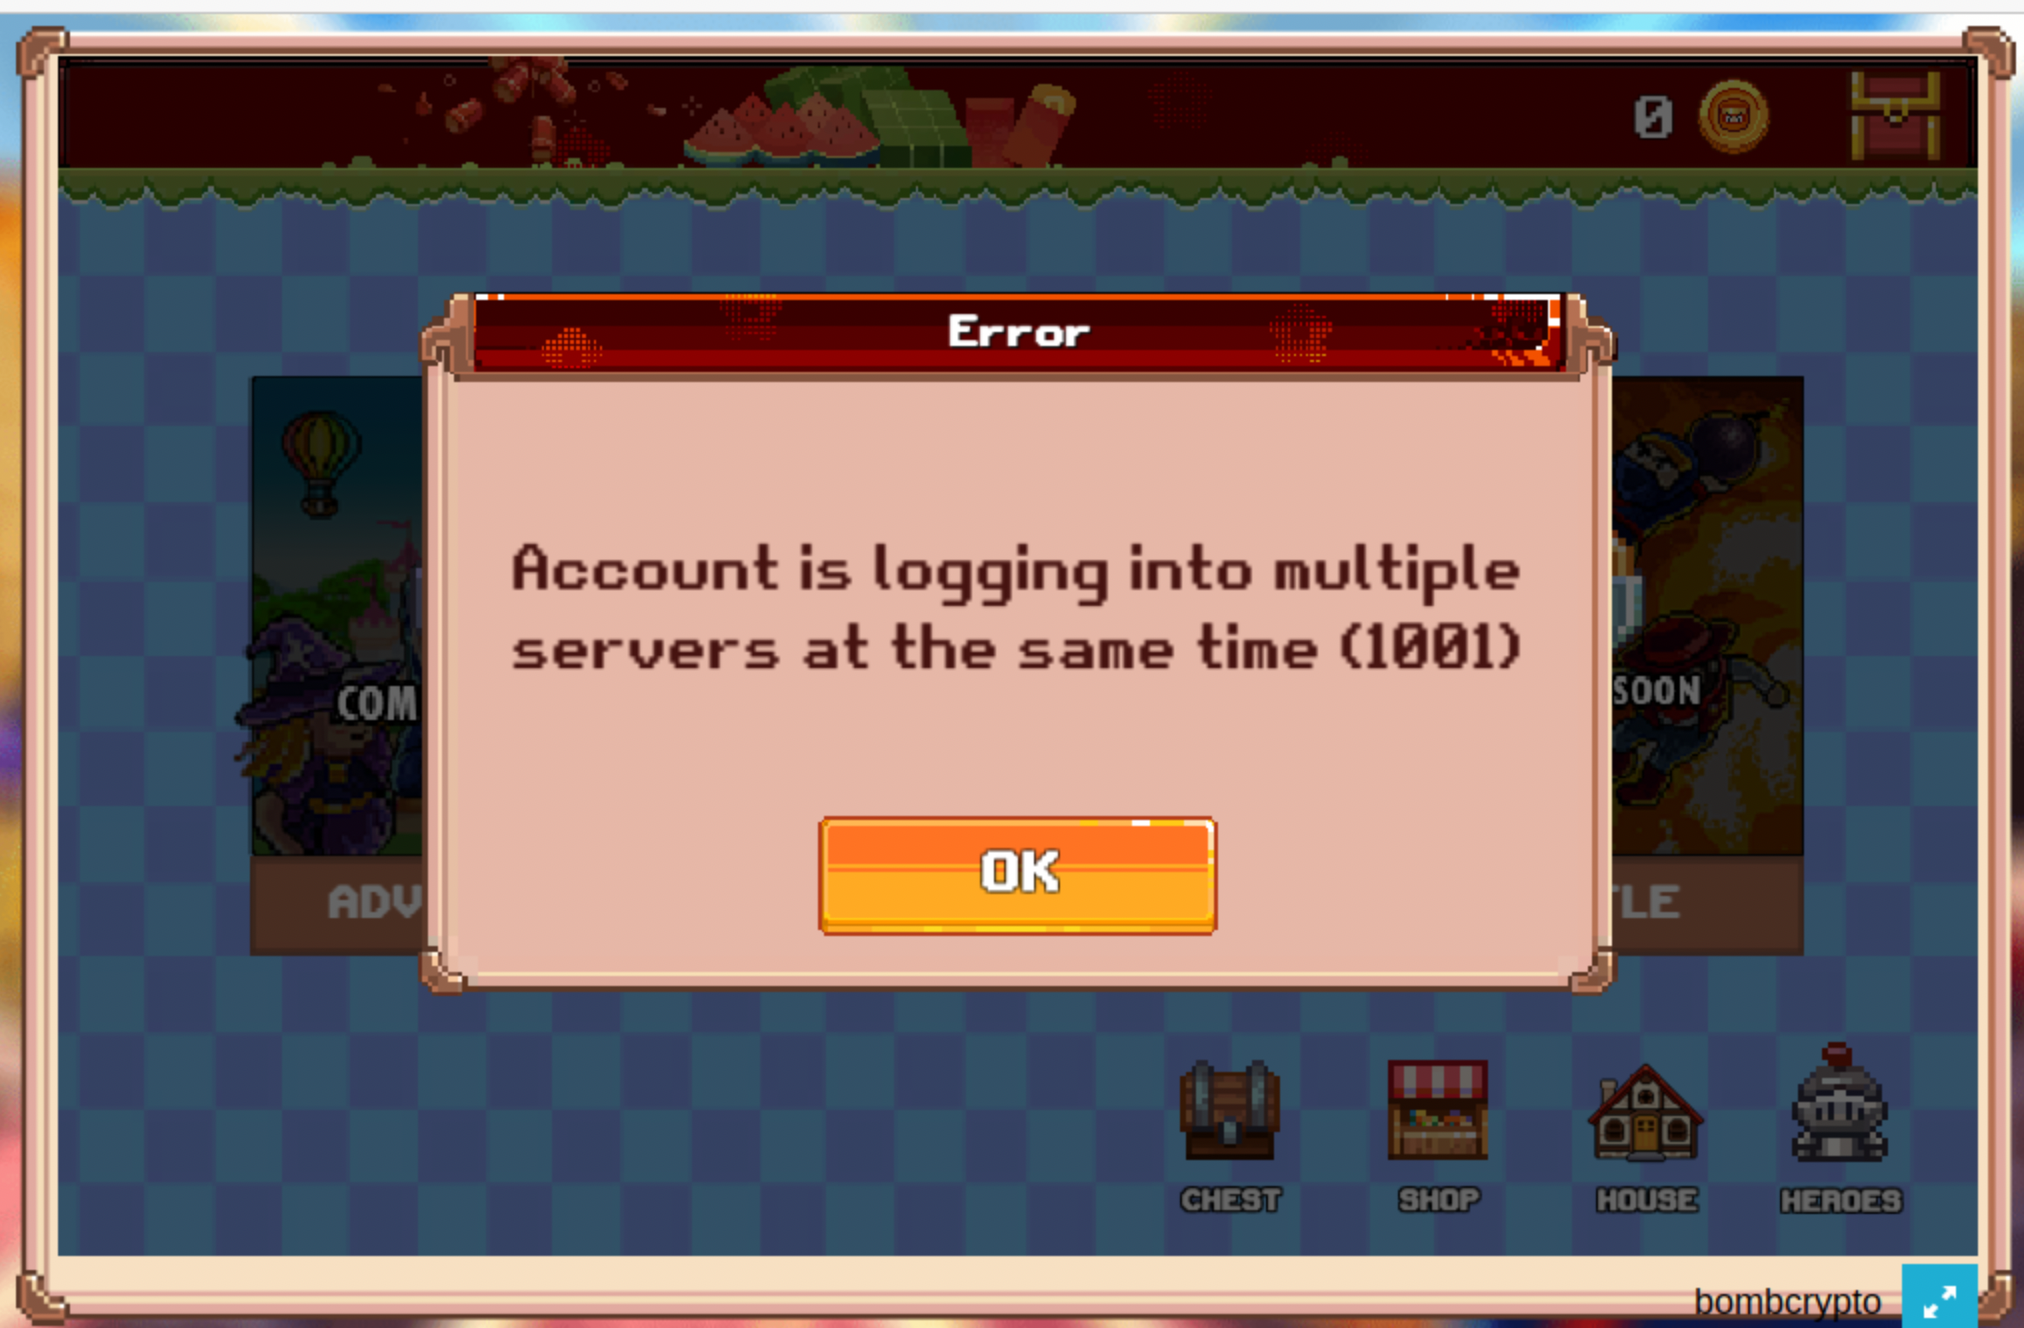 0
Error
Account is logging into multiple
servers at the same time (1001)
COM
SOON
OK
ADV
TLE
CHEST
SHOP
HOUSE
HEROES
bombcrypto